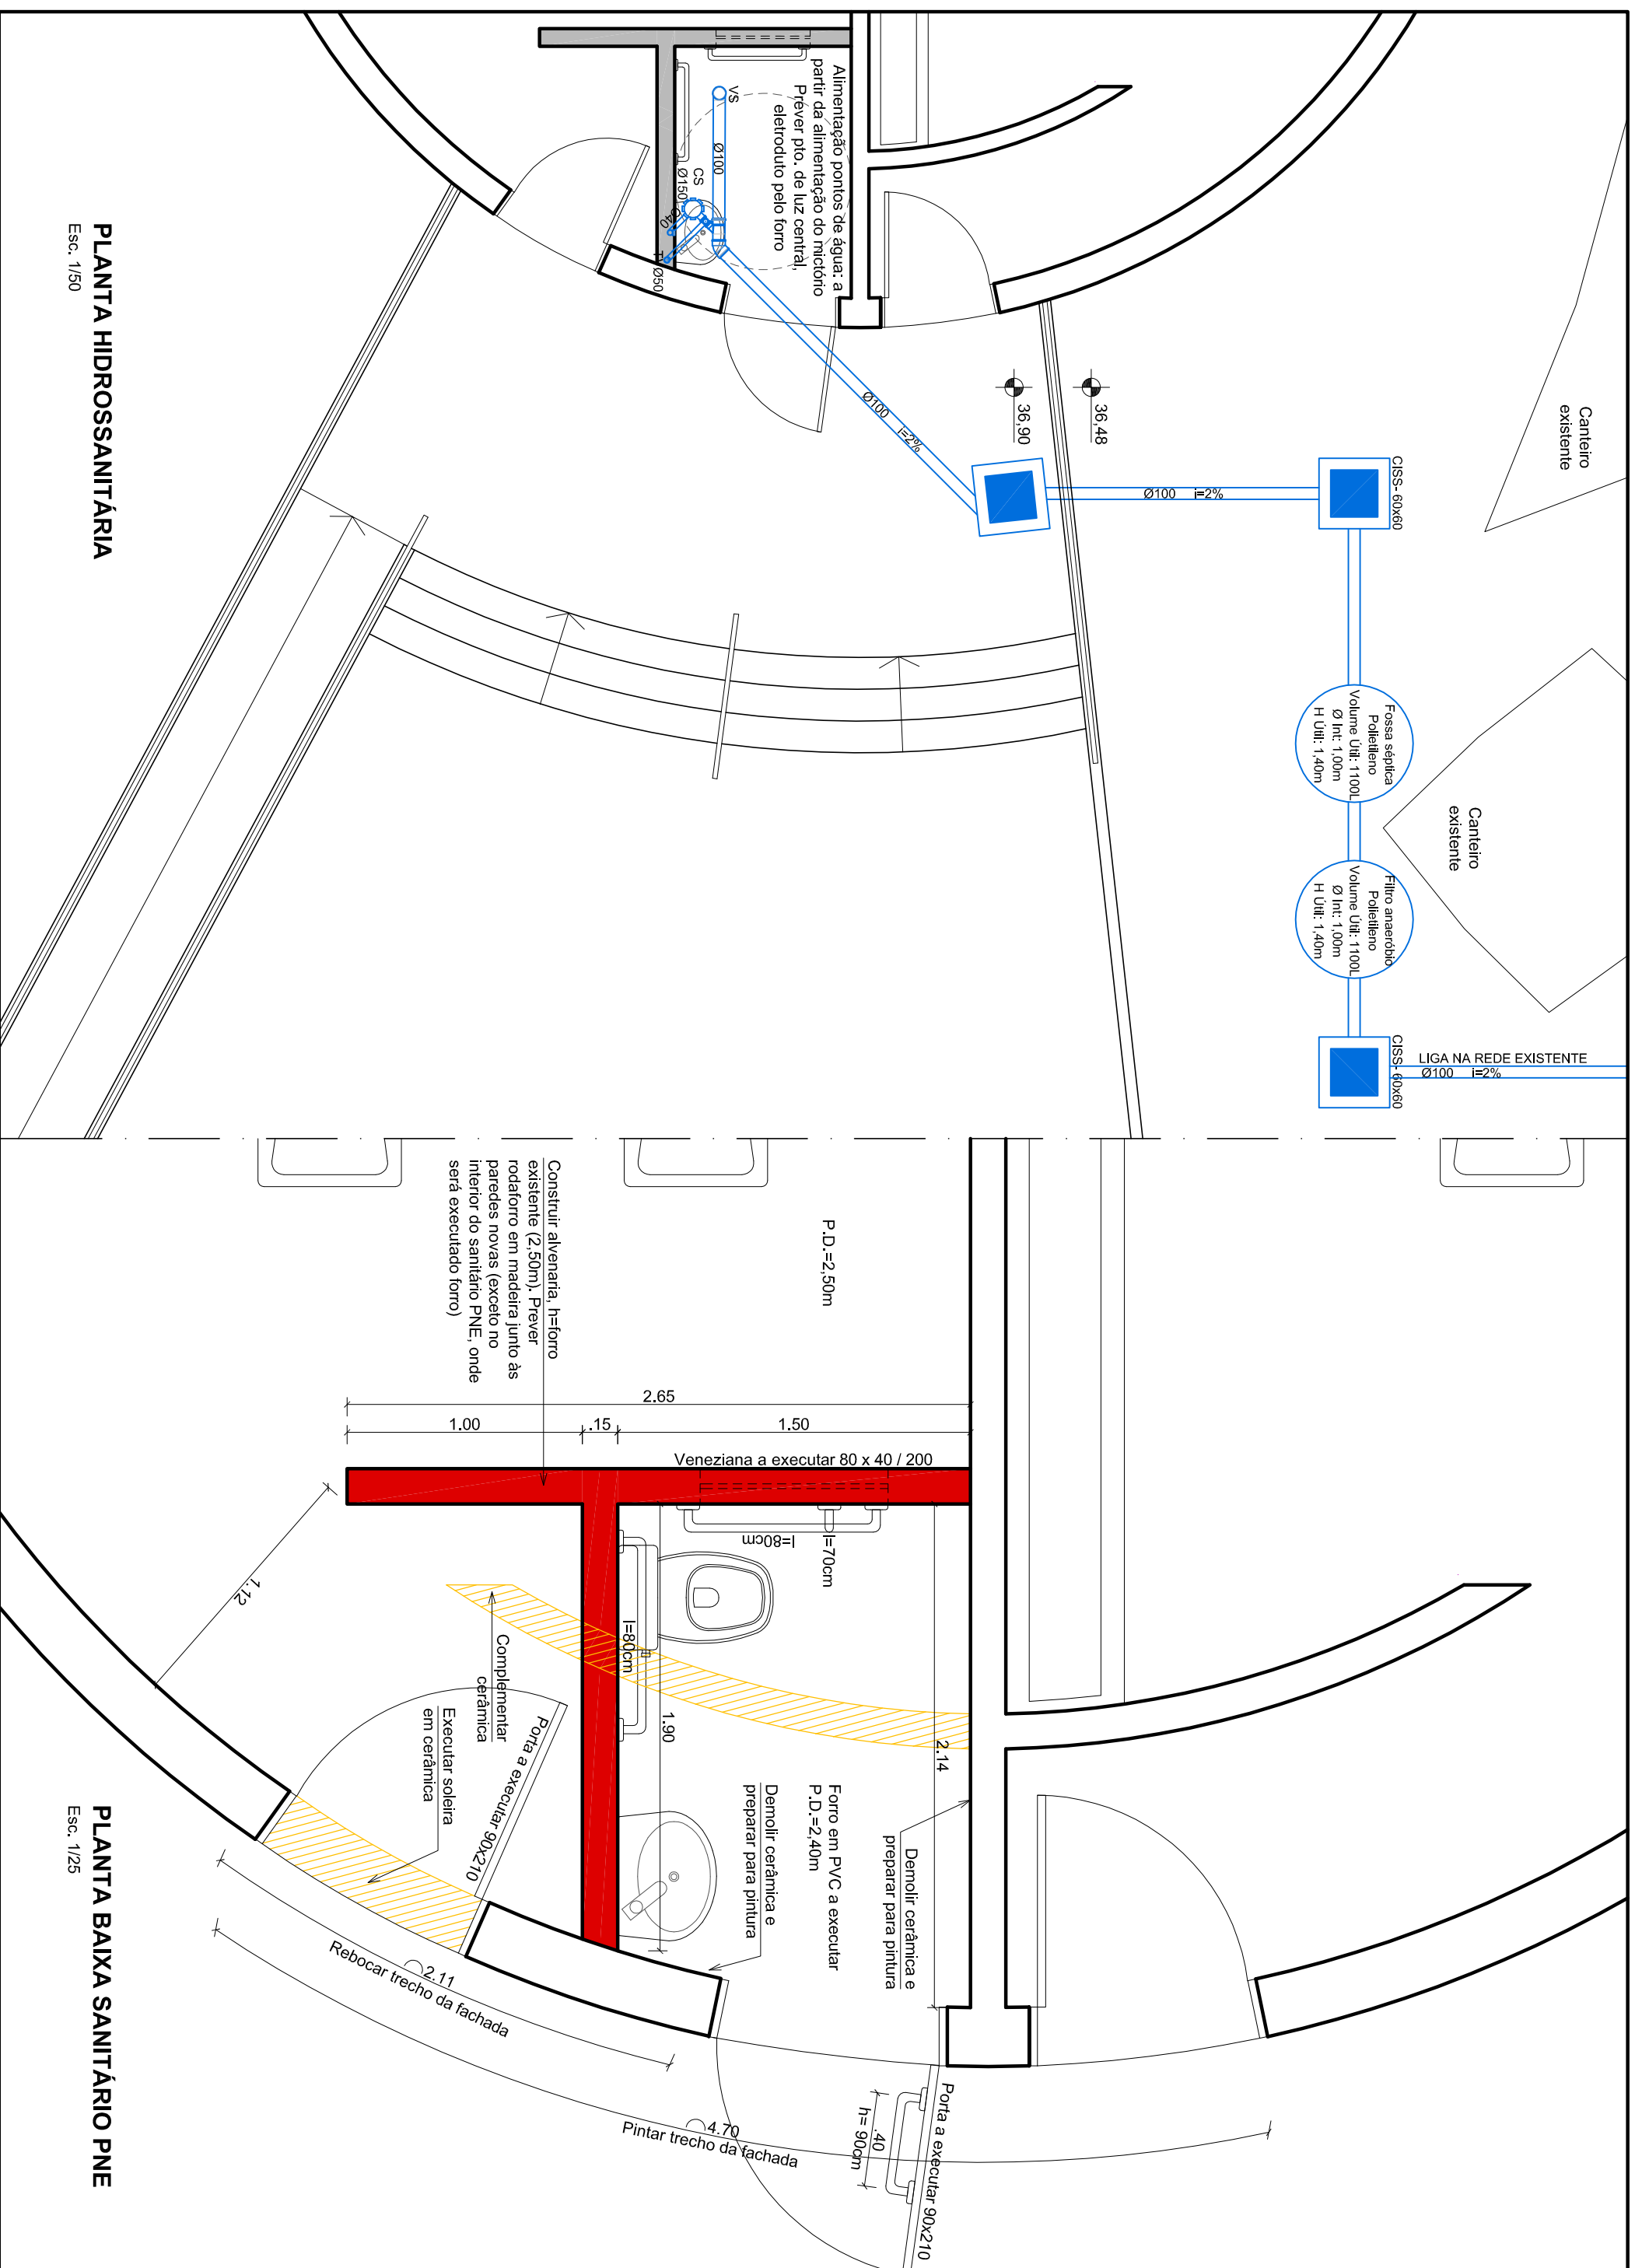 Alimentação pontos de água: a
partir da alimentação do mictório
Prever pto. de luz central,
eletroduto pelo forro
VS
Ø100
CS
Ø150
Ø40
Ø50
Ø100 i=2%
36,48
36,90
Canteiro
existente
CISS- 60x60
Ø100 i=2%
Fossa séptica
Polietileno
Volume Útil: 1100L
Ø Int: 1,00m
H Útil: 1,40m
Canteiro
existente
Filtro anaeróbio
Polietileno
Volume Útil: 1100L
Ø Int: 1,00m
H Útil: 1,40m
CISS- 60x60
LIGA NA REDE EXISTENTE
Ø100 i=2%
PLANTA HIDROSSANITÁRIA
Esc. 1/50
P.D.=2,50m
Construir alvenaria, h=forro
existente (2,50m). Prever
rodaforro em madeira junto às
paredes novas (exceto no
interior do sanitário PNE, onde
será executado forro)
2.65
1.00
.15
1.50
Veneziana a executar 80 x 40 / 200
l=80cm
l=70cm
l=80cm
1.90
2.14
1.12
Complementar
cerâmica
Executar soleira
em cerâmica
Porta a executar 90x210
Demolir cerâmica e
preparar para pintura
Forro em PVC a executar
P.D.=2,40m
Demolir cerâmica e
preparar para pintura
2.11
Rebocar trecho da fachada
4.70
Pintar trecho da fachada
.40
h= 90cm
Porta a executar 90x210
PLANTA BAIXA SANITÁRIO PNE
Esc. 1/25